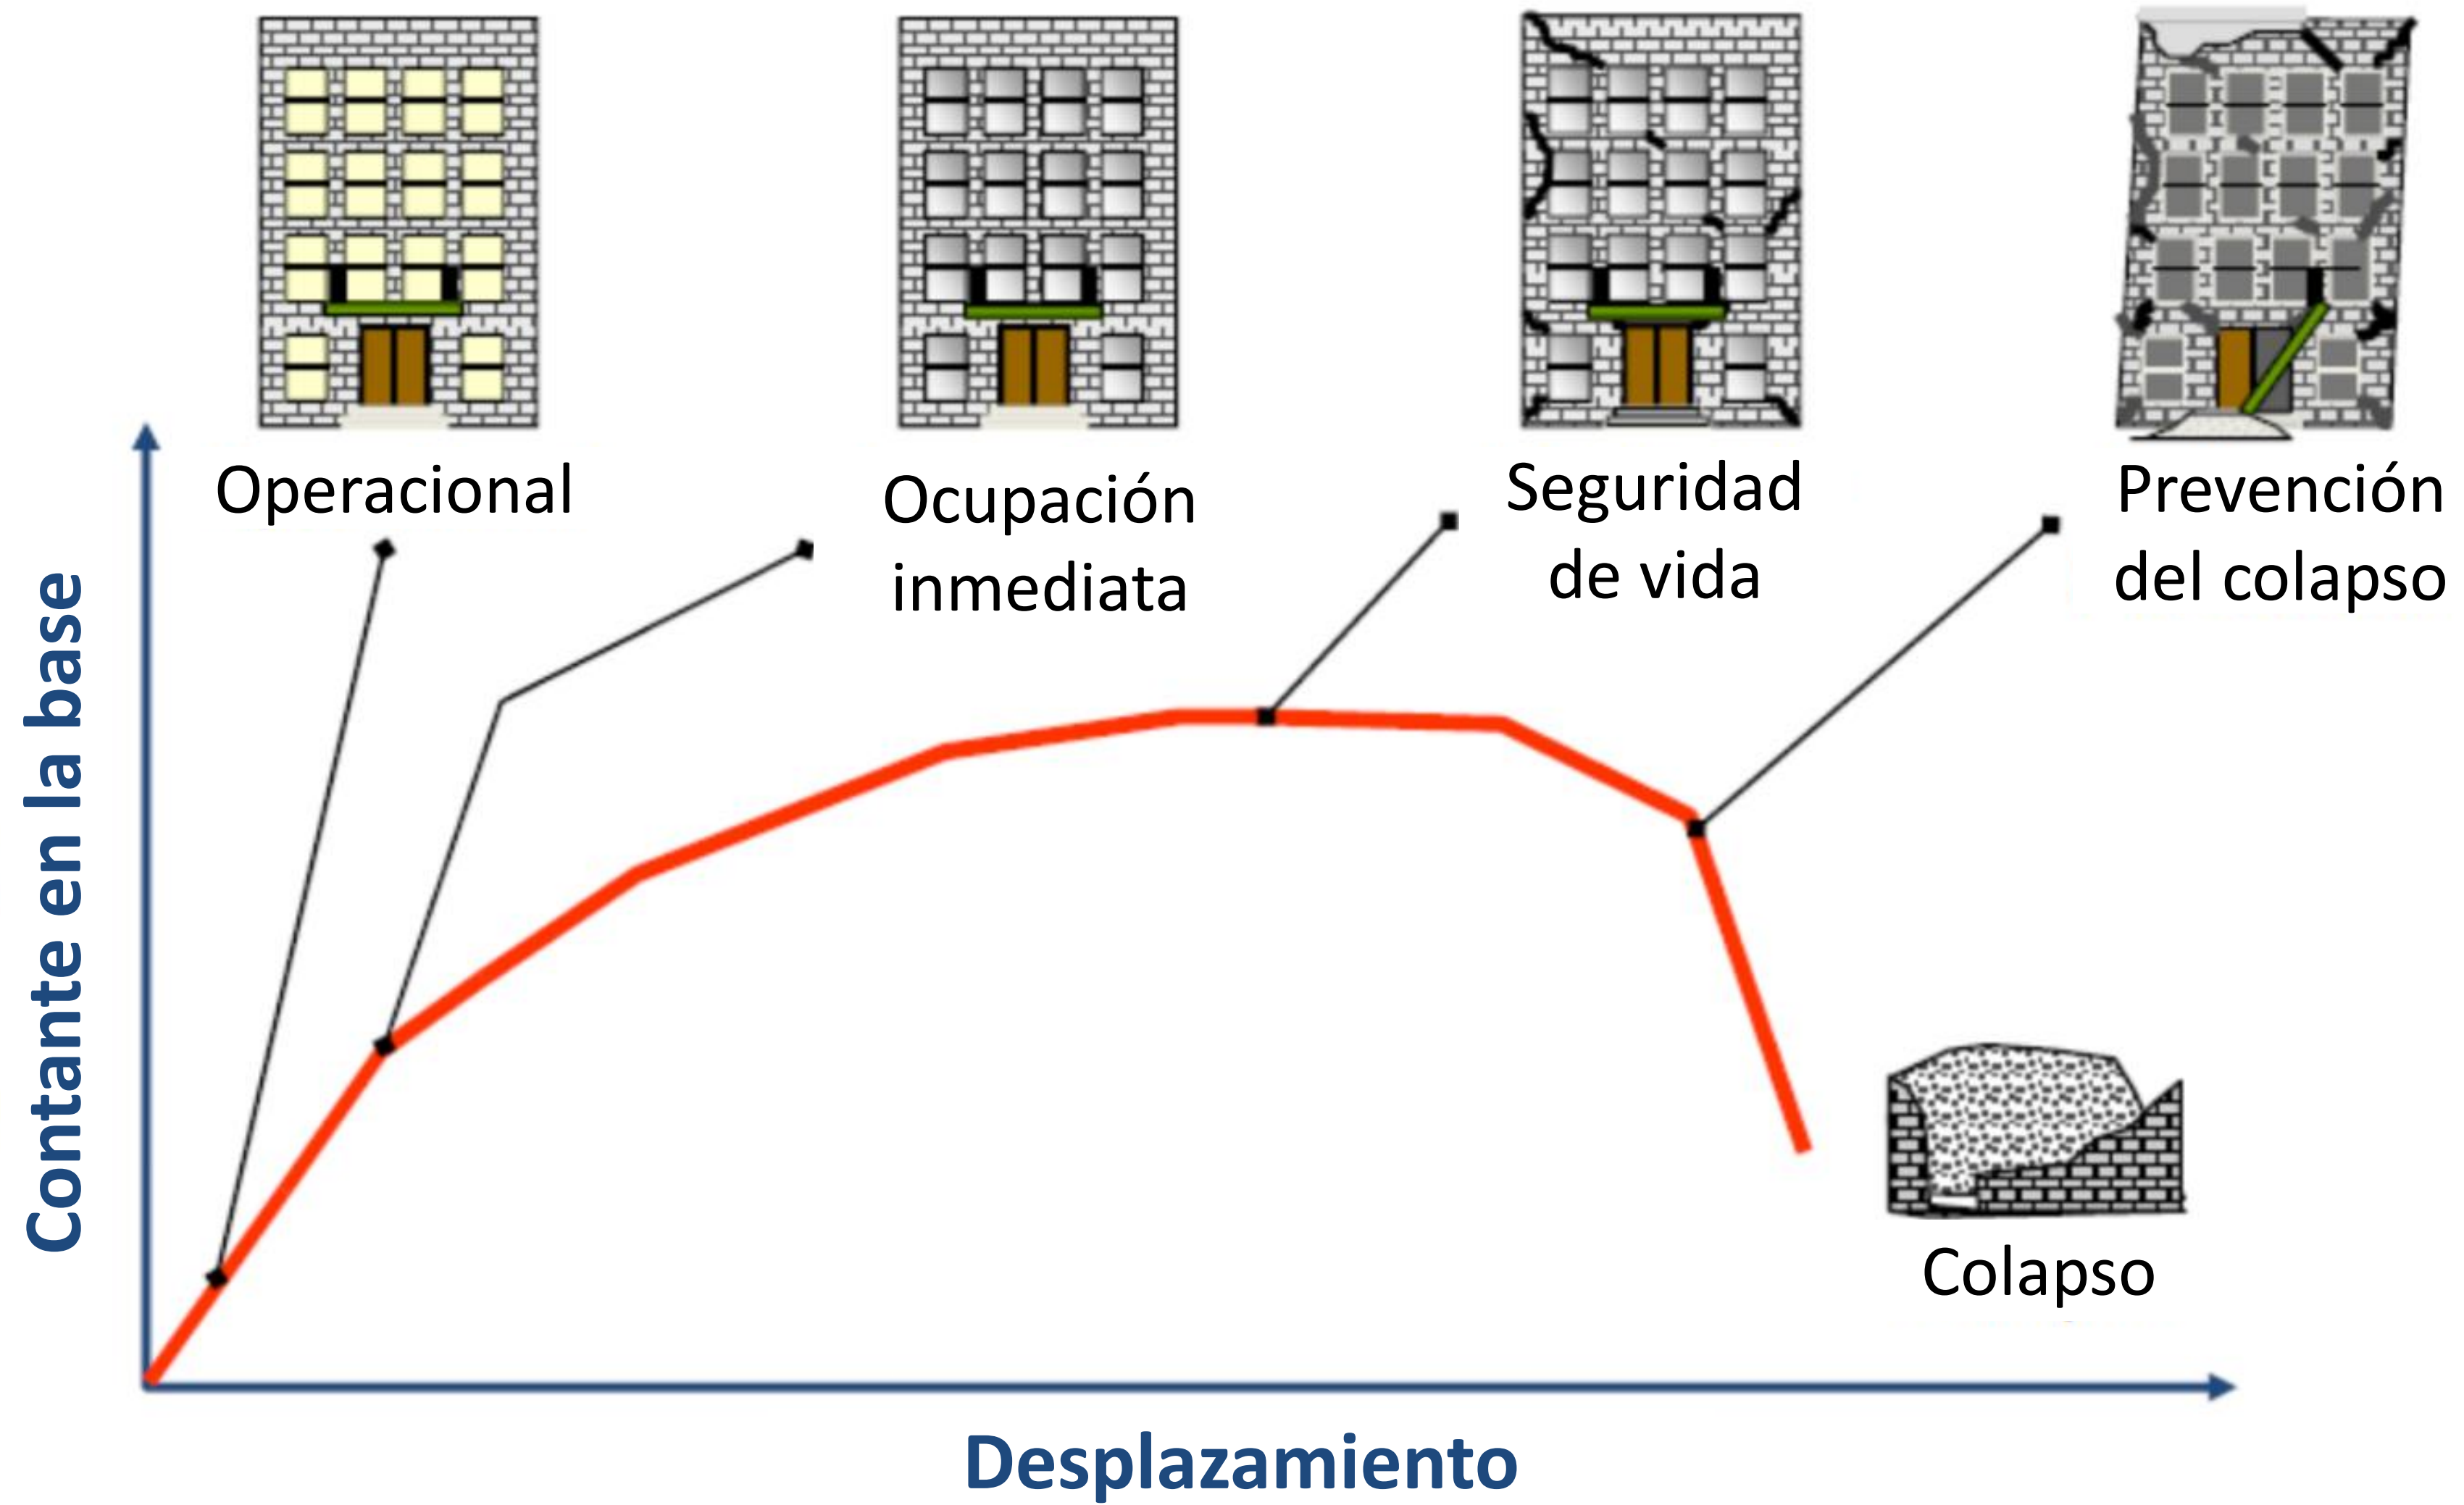 Operacional
Ocupación
inmediata
Seguridad
de vida
Prevención
del colapso
Contante en la base
Colapso
Desplazamiento